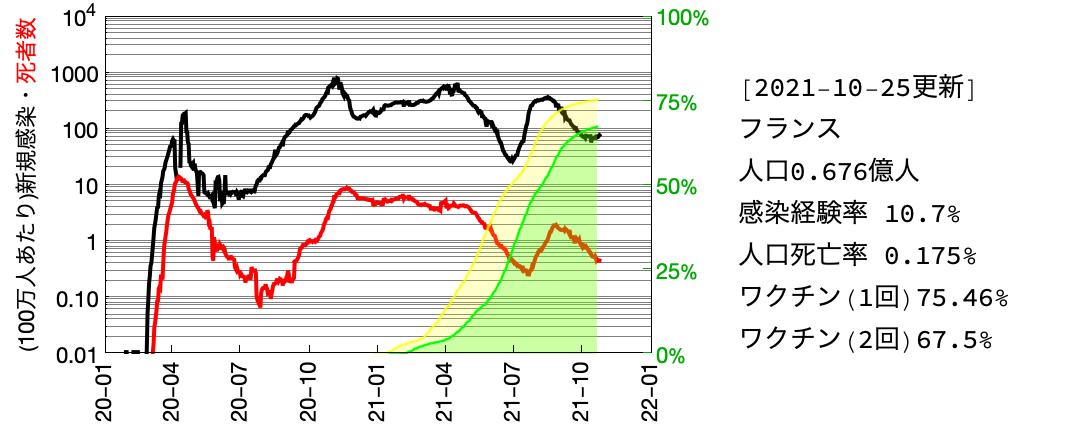 (100万人あたり)新規感染・死者数
10^4
1000
100
10
1
0.10
0.01
100%
75%
50%
25%
0%
20-01
20-04
20-07
20-10
21-01
21-04
21-07
21-10
22-01
[2021-10-25更新]
フランス
人口0.676億人
感染経験率 10.7%
人口死亡率 0.175%
ワクチン(1回)75.46%
ワクチン(2回)67.5%